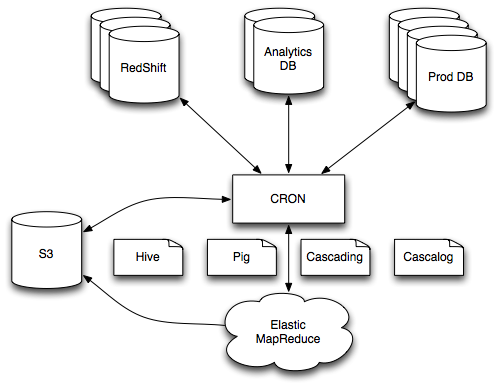 RedShift
Analytics
DB
Prod DB
CRON
S3
Hive
Pig
Cascading
Cascalog
Elastic
MapReduce